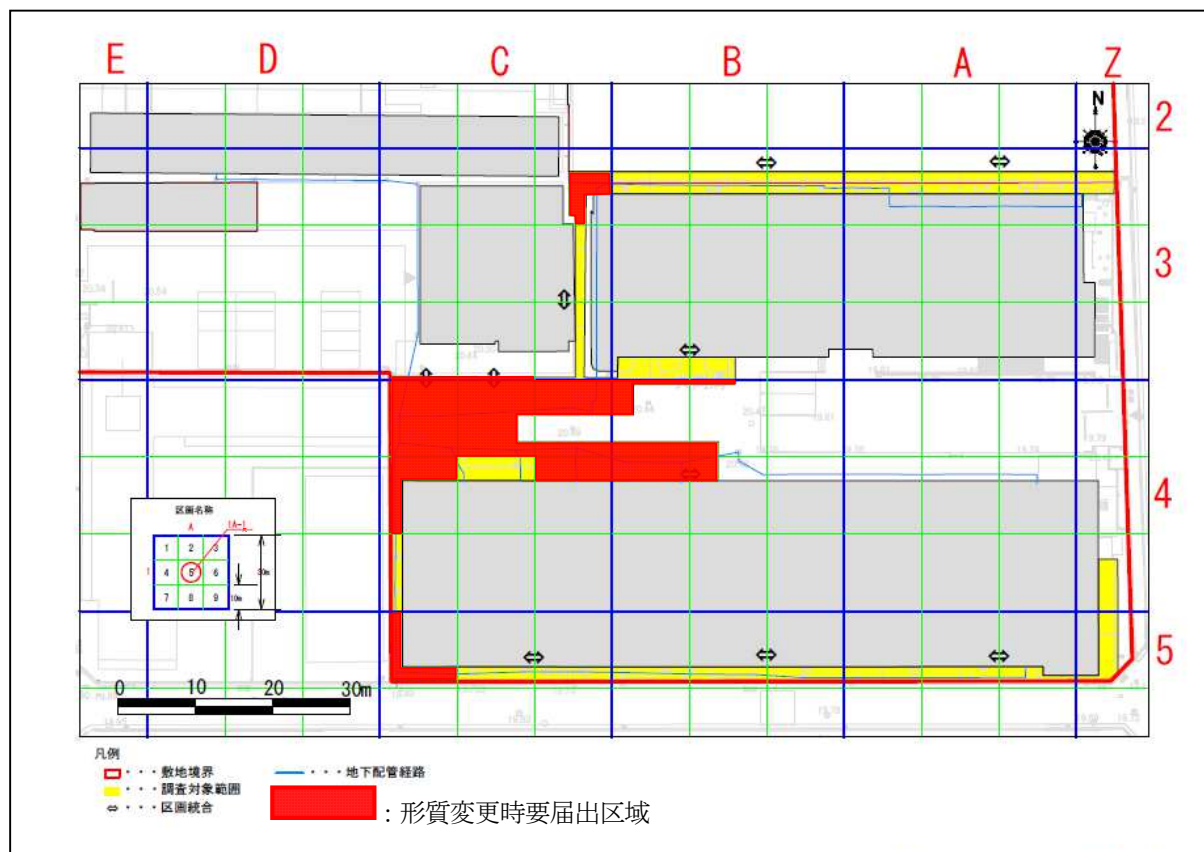 E D C B A Z
N
2
3
4
5
区画名称
A
1 2 3
1 4 5 6
7 8 9
30m
10m
0 10 20 30m
凡例
・・・敷地境界
・・・地下配管経路
・・・調査対象範囲
・・・区画統合
：形質変更時要届出区域